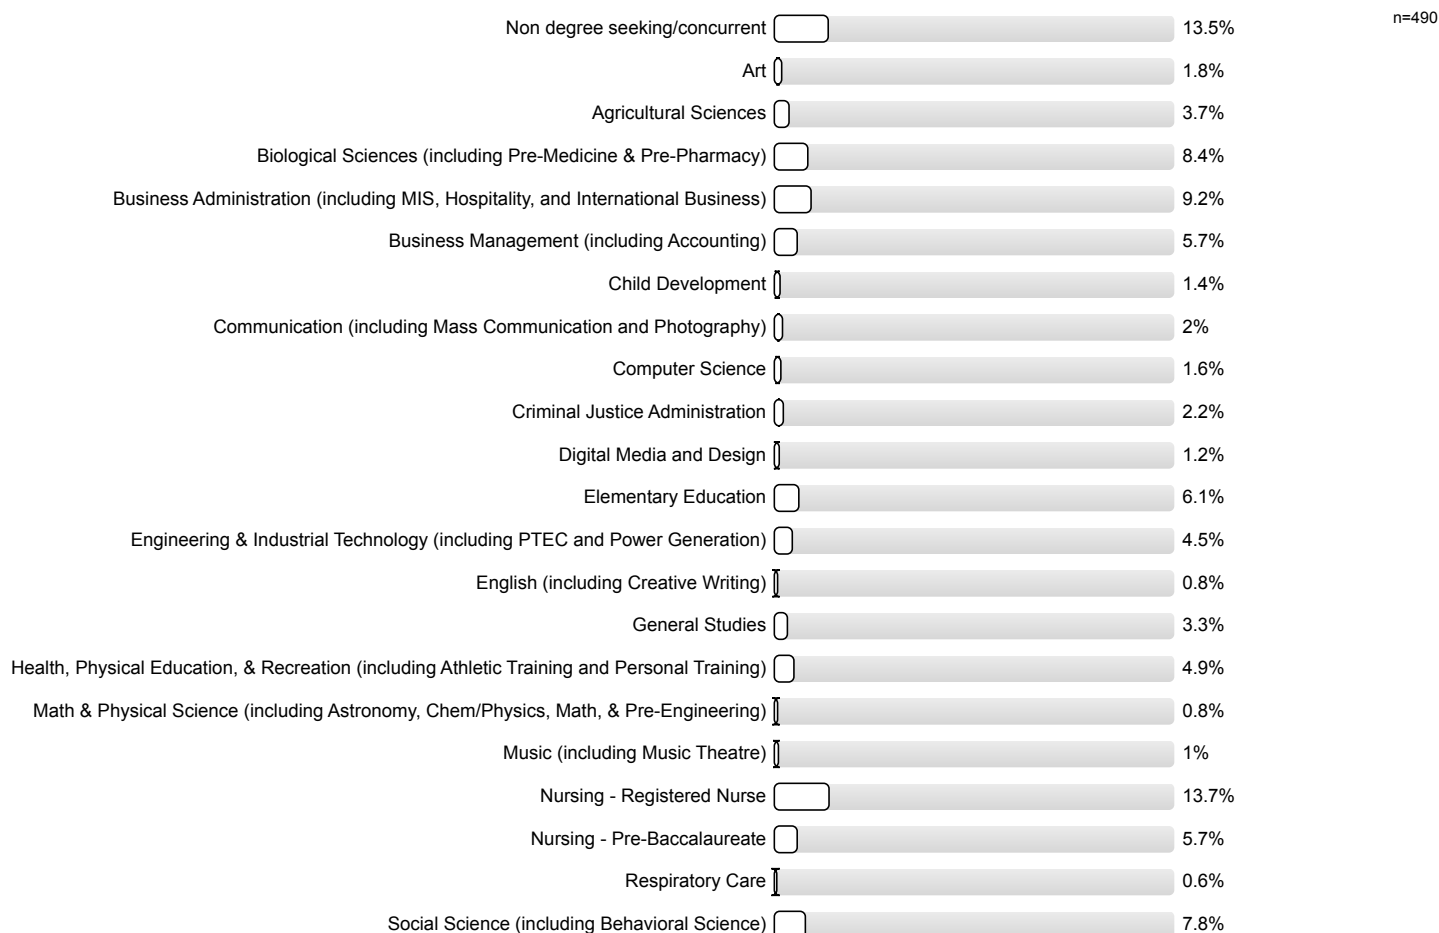 n=490
Non degree seeking/concurrent 13.5%
Art 1.8%
Agricultural Sciences 3.7%
Biological Sciences (including Pre-Medicine & Pre-Pharmacy) 8.4%
Business Administration (including MIS, Hospitality, and International Business) 9.2%
Business Management (including Accounting) 5.7%
Child Development 1.4%
Communication (including Mass Communication and Photography) 2%
Computer Science 1.6%
Criminal Justice Administration 2.2%
Digital Media and Design 1.2%
Elementary Education 6.1%
Engineering & Industrial Technology (including PTEC and Power Generation) 4.5%
English (including Creative Writing) 0.8%
General Studies 3.3%
Health, Physical Education, & Recreation (including Athletic Training and Personal Training) 4.9%
Math & Physical Science (including Astronomy, Chem/Physics, Math, & Pre-Engineering) 0.8%
Music (including Music Theatre) 1%
Nursing - Registered Nurse 13.7%
Nursing - Pre-Baccalaureate 5.7%
Respiratory Care 0.6%
Social Science (including Behavioral Science) 7.8%